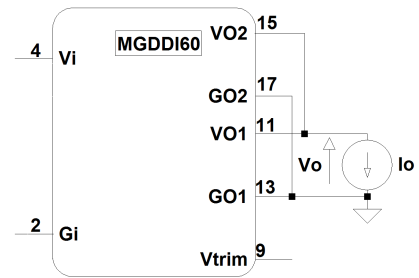 VO2 15
MGDDI60
4 Vi
GO2 17
VO1 11
Vo Io
GO1 13
2 Gi
Vtrim 9